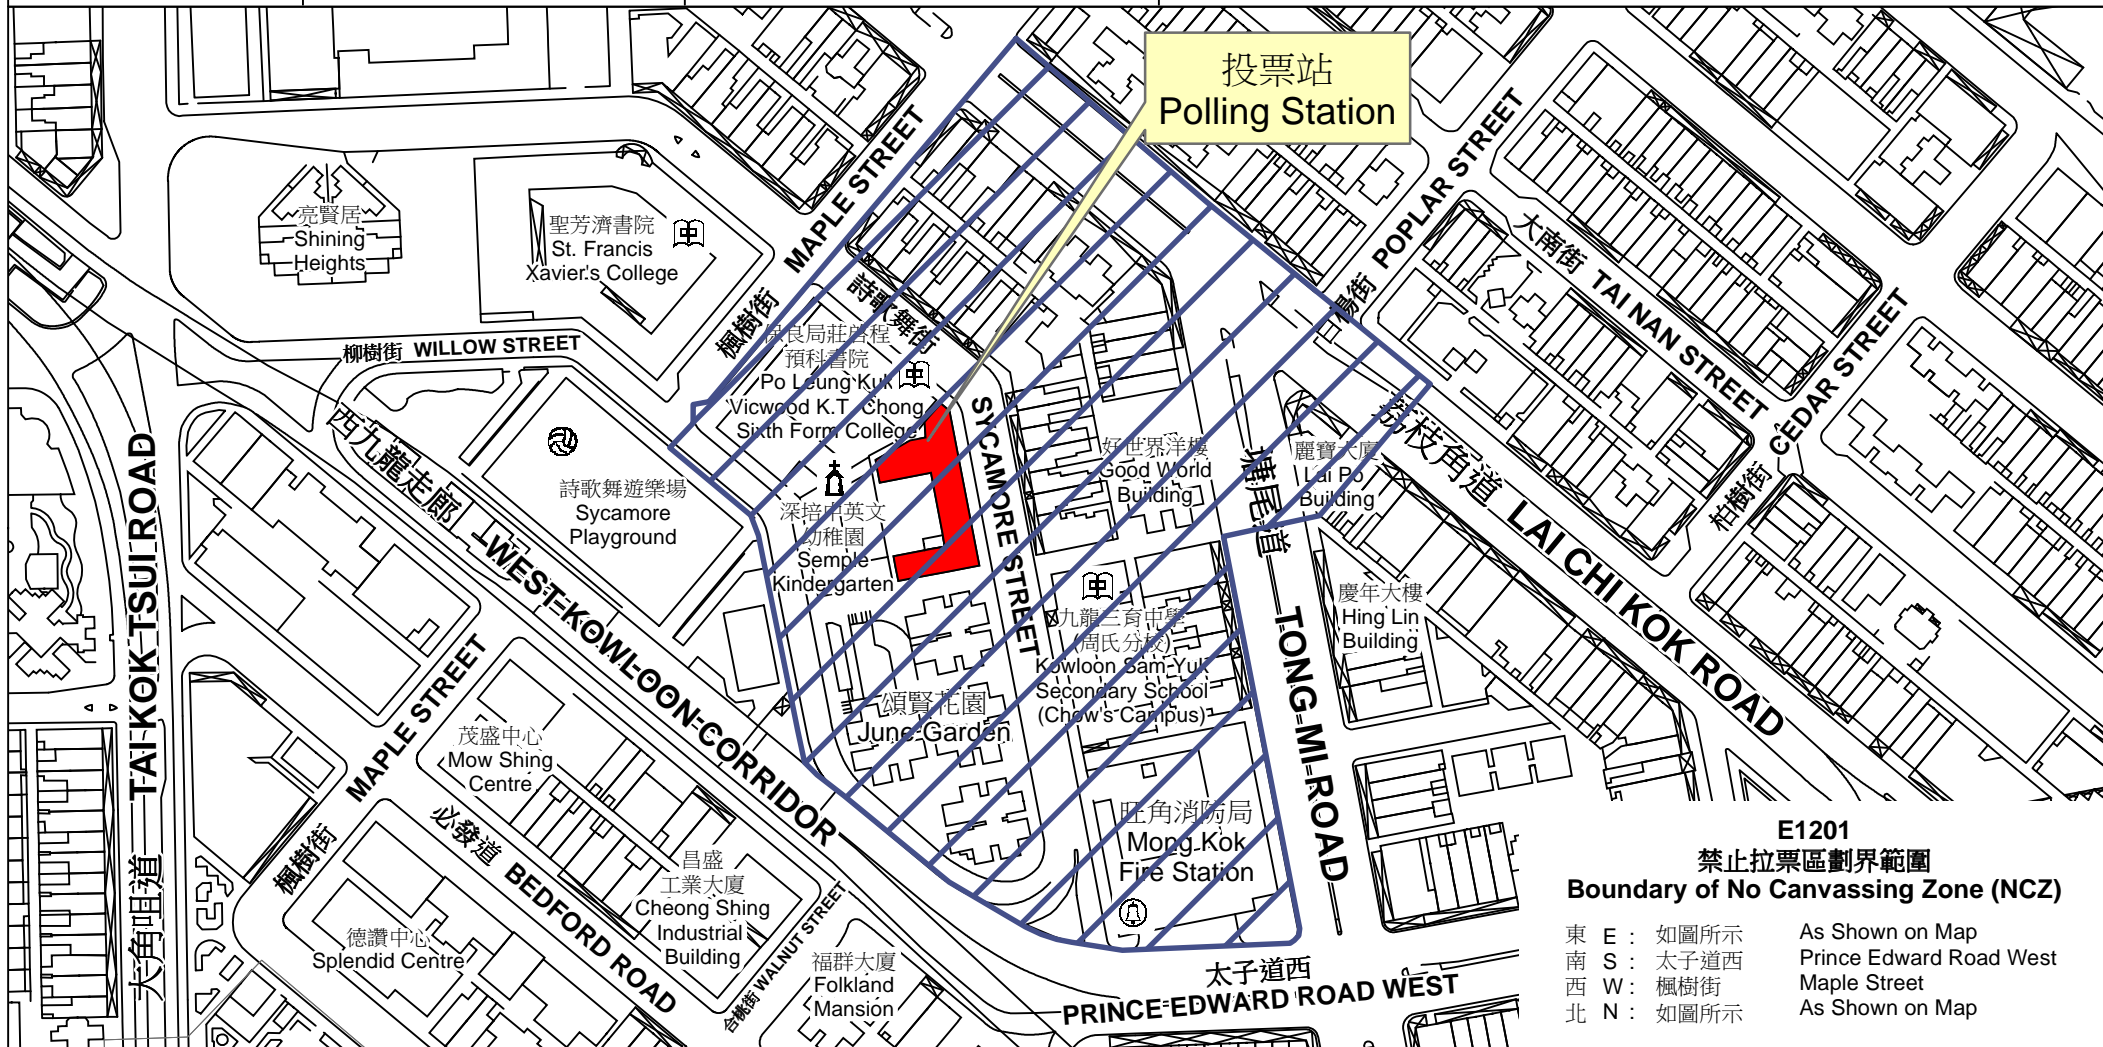 投票站
Polling Station
亮賢居
Shining
Heights
聖芳濟書院
St. Francis
Xavier's College
MAPLE STREET
楓樹街
詩歌舞街
POPLAR STREET
大南街 TAI NAN STREET
CEDAR STREET
柏樹街
柳樹街 WILLOW STREET
保良局莊啓程
預科書院
Po Leung Kuk
Vicwood K.T. Chong
Sixth Form College
SYCAMORE STREET
西九龍走廊 WEST KOWLOON CORRIDOR
詩歌舞遊樂場
Sycamore
Playground
深培中英文
幼稚園
Semple
Kindergarten
好世界洋樓
Good World
Building
塘尾道
TONG MI ROAD
麗寶大廈
Lai Po
Building
荔枝角道 LAI CHI KOK ROAD
慶年大樓
Hing Lin
Building
九龍三育中學
(周氏分校)
Kowloon Sam Yuk
Secondary School
(Chow's Campus)
頌賢花園
June Garden
旺角消防局
Mong Kok
Fire Station
TAI KOK TSUI ROAD
大角咀道
MAPLE STREET
楓樹街
茂盛中心
Mow Shing
Centre
必發道 BEDFORD ROAD
昌盛
工業大廈
Cheong Shing
Industrial
Building
德讚中心
Splendid Centre
合桃街 WALNUT STREET
福群大廈
Folkland
Mansion
太子道西
PRINCE EDWARD ROAD WEST
E1201
禁止拉票區劃界範圍
Boundary of No Canvassing Zone (NCZ)
東 E : 如圖所示 As Shown on Map
南 S : 太子道西 Prince Edward Road West
西 W : 楓樹街 Maple Street
北 N : 如圖所示 As Shown on Map